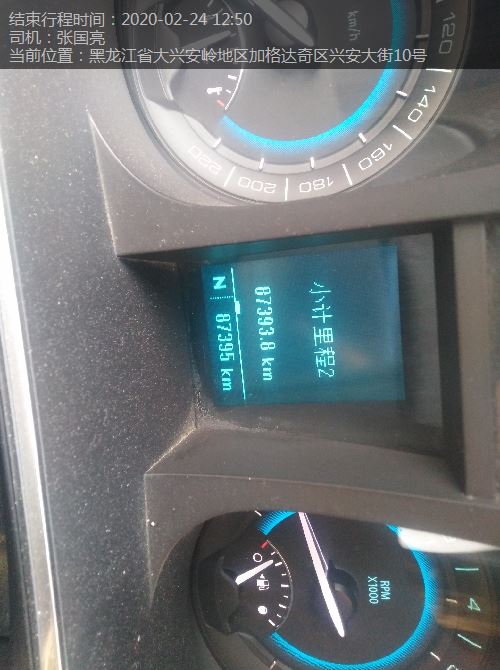 结束行程时间：2020-02-24 12:50
司机：张国亮
当前位置：黑龙江省大兴安岭地区加格达奇区兴安大街10号
km/h
120
140
160
180
200
220
小计里程2
87393.8 km
N 87395 km
RPM
X1000
4